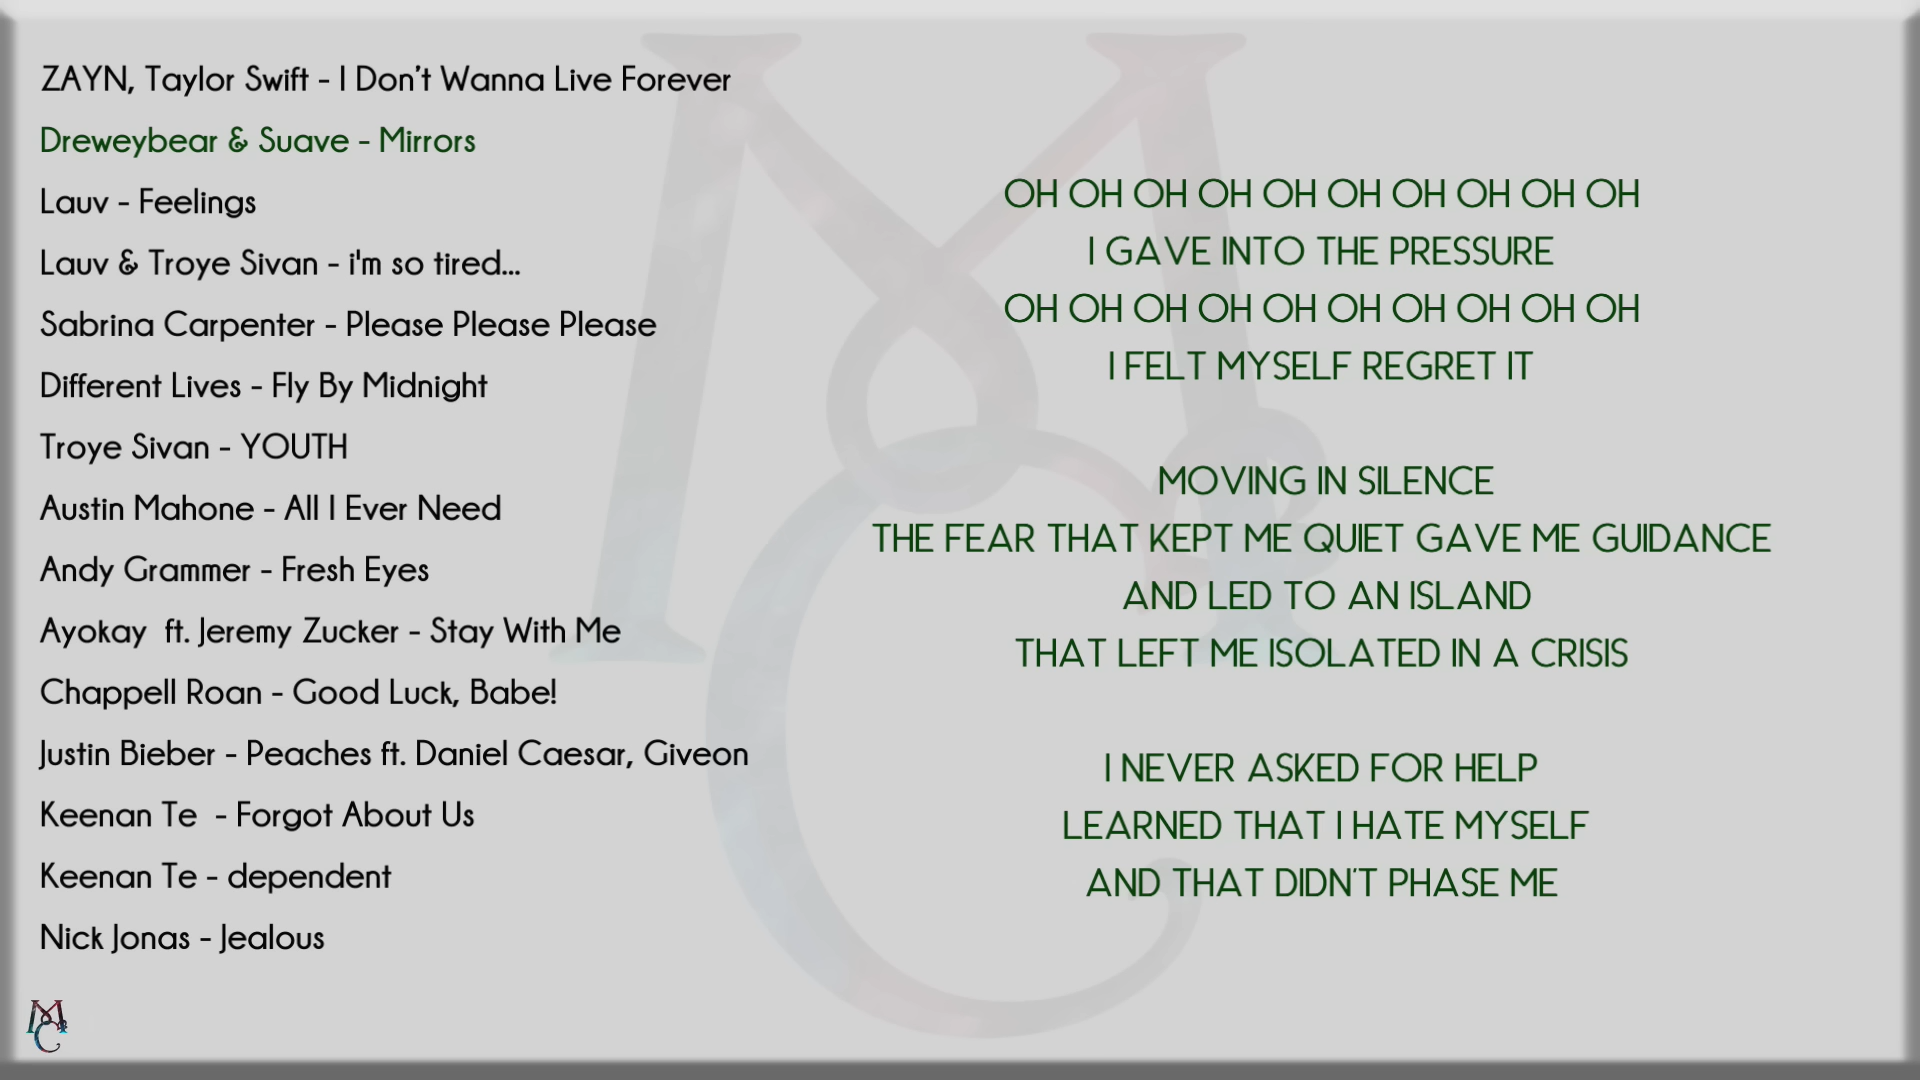 ZAYN, Taylor Swift - I Don't Wanna Live Forever
Dreweybear & Suave - Mirrors
Lauv - Feelings
Lauv & Troye Sivan - i'm so tired...
Sabrina Carpenter - Please Please Please
Different Lives - Fly By Midnight
Troye Sivan - YOUTH
Austin Mahone - All I Ever Need
Andy Grammer - Fresh Eyes
Ayokay  ft. Jeremy Zucker - Stay With Me
Chappell Roan - Good Luck, Babe!
Justin Bieber - Peaches ft. Daniel Caesar, Giveon
Keenan Te  - Forgot About Us
Keenan Te - dependent
Nick Jonas - Jealous
OH OH OH OH OH OH OH OH OH OH
I GAVE INTO THE PRESSURE
OH OH OH OH OH OH OH OH OH OH
I FELT MYSELF REGRET IT
MOVING IN SILENCE
THE FEAR THAT KEPT ME QUIET GAVE ME GUIDANCE
AND LED TO AN ISLAND
THAT LEFT ME ISOLATED IN A CRISIS
I NEVER ASKED FOR HELP
LEARNED THAT I HATE MYSELF
AND THAT DIDN'T PHASE ME